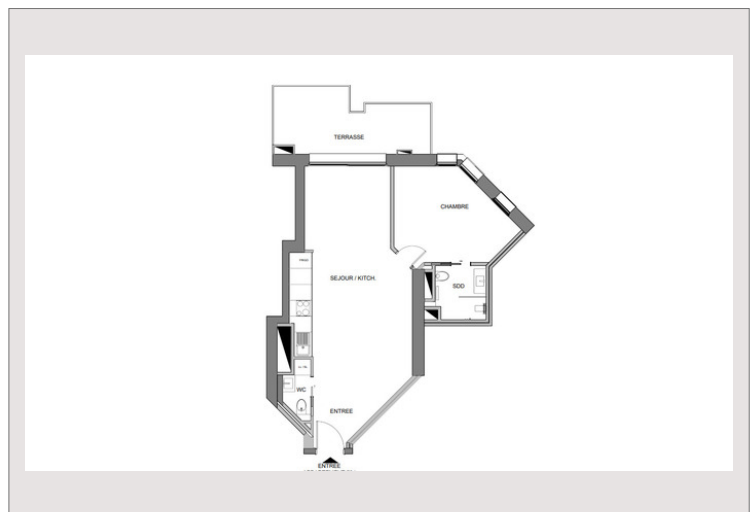 TERRASSE
CHAMBRE
SEJOUR / KITCH.
SDD
WC
ENTREE
ENTREE